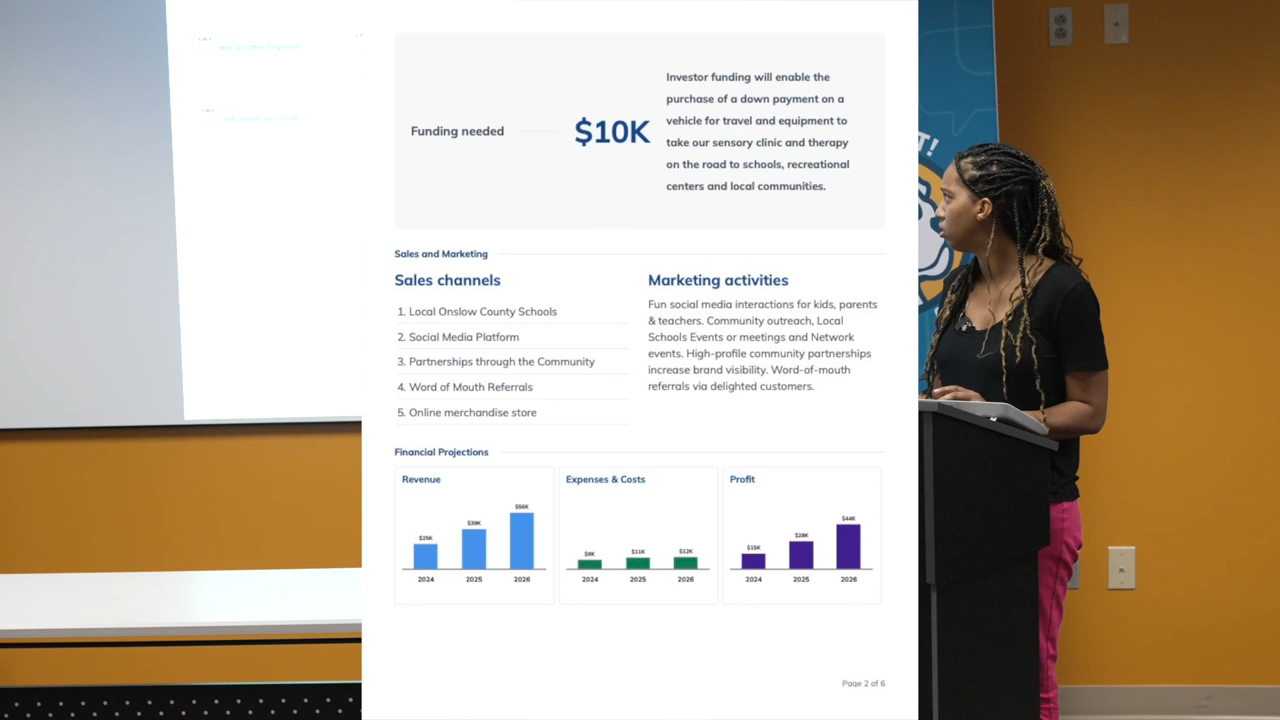 Funding needed
$10K
Investor funding will enable the
purchase of a down payment on a
vehicle for travel and equipment to
take our sensory clinic and therapy
on the road to schools, recreational
centers and local communities.
Sales and Marketing
Sales channels
1. Local Onslow County Schools
2. Social Media Platform
3. Partnerships through the Community
4. Word of Mouth Referrals
5. Online merchandise store
Marketing activities
Fun social media interactions for kids, parents
& teachers. Community outreach, Local
Schools Events or meetings and Network
events. High-profile community partnerships
increase brand visibility. Word-of-mouth
referrals via delighted customers.
Financial Projections
Revenue
$25K
$39K
$56K
2024
2025
2026
Expenses & Costs
$9K
$11K
$12K
2024
2025
2026
Profit
$15K
$28K
$44K
2024
2025
2026
Page 2 of 6